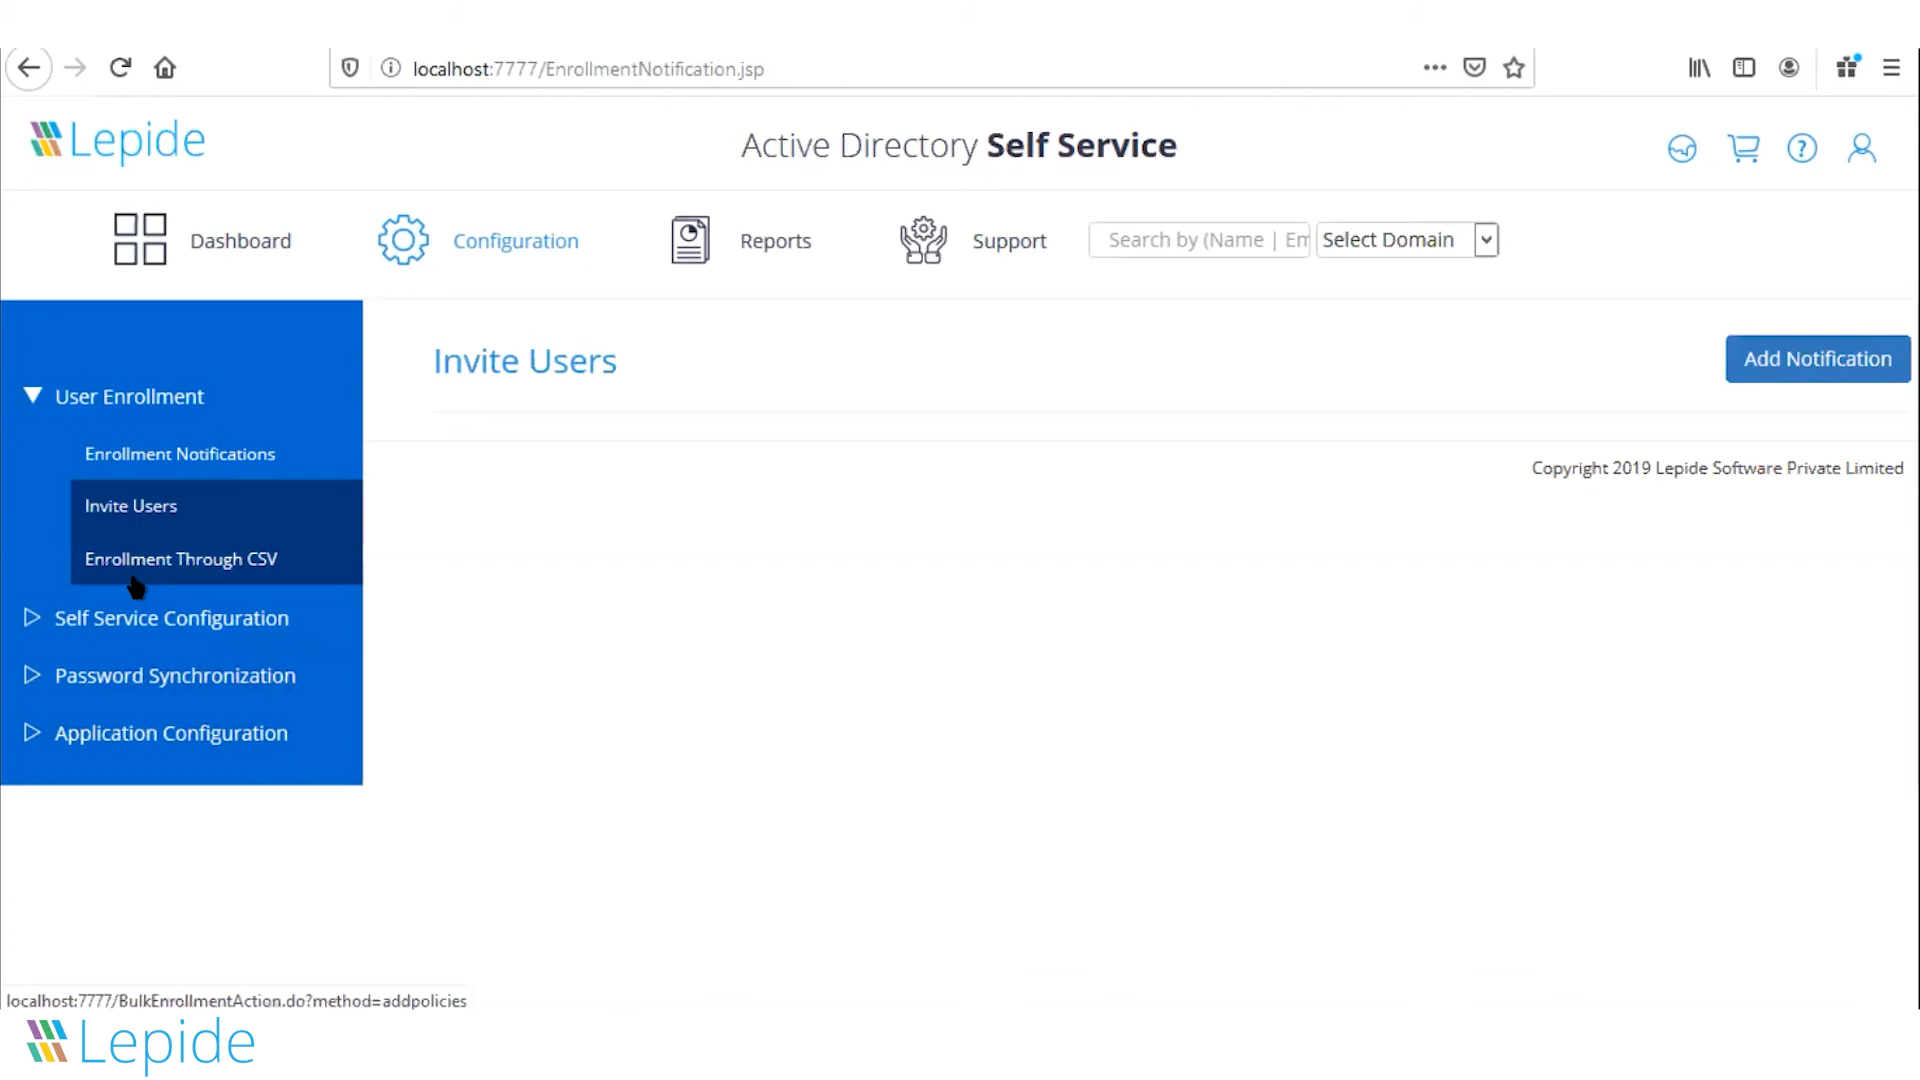 localhost:7777/EnrollmentNotification.jsp
Lepide
Active Directory Self Service
Dashboard
Configuration
Reports
Support
Search by (Name | Em
Select Domain
Invite Users
Add Notification
User Enrollment
Enrollment Notifications
Invite Users
Enrollment Through CSV
Self Service Configuration
Password Synchronization
Application Configuration
Copyright 2019 Lepide Software Private Limited
localhost:7777/BulkEnrollmentAction.do?method=addpolicies
Lepide